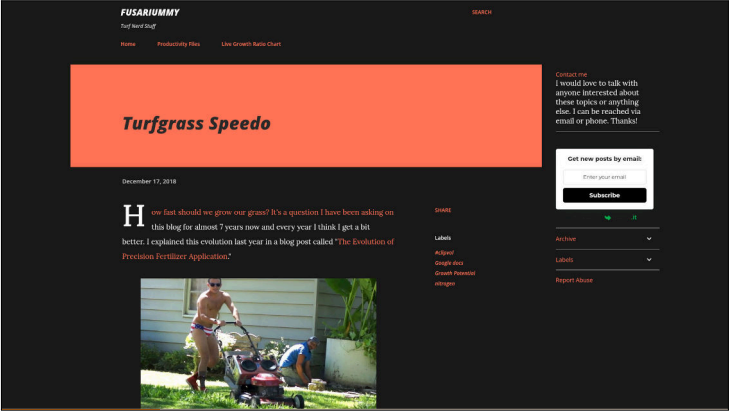 FUSARIUMMY
Turf Nerd Stuff
SEARCH
Home
Productivity Files
Live Growth Ratio Chart
Turfgrass Speedo
December 17, 2018
How fast should we grow our grass? It's a question I have been asking on
this blog for almost 7 years now and every year I think I get a bit
better. I explained this evolution last year in a blog post called "The Evolution of
Precision Fertilizer Application."
SHARE
Labels
#clipvol
Google docs
Growth Potential
nitrogen
Contact me
I would love to talk with
anyone interested about
these topics or anything
else. I can be reached via
email or phone. Thanks!
Get new posts by email:
Enter your email
Subscribe
.it
Archive
Labels
Report Abuse